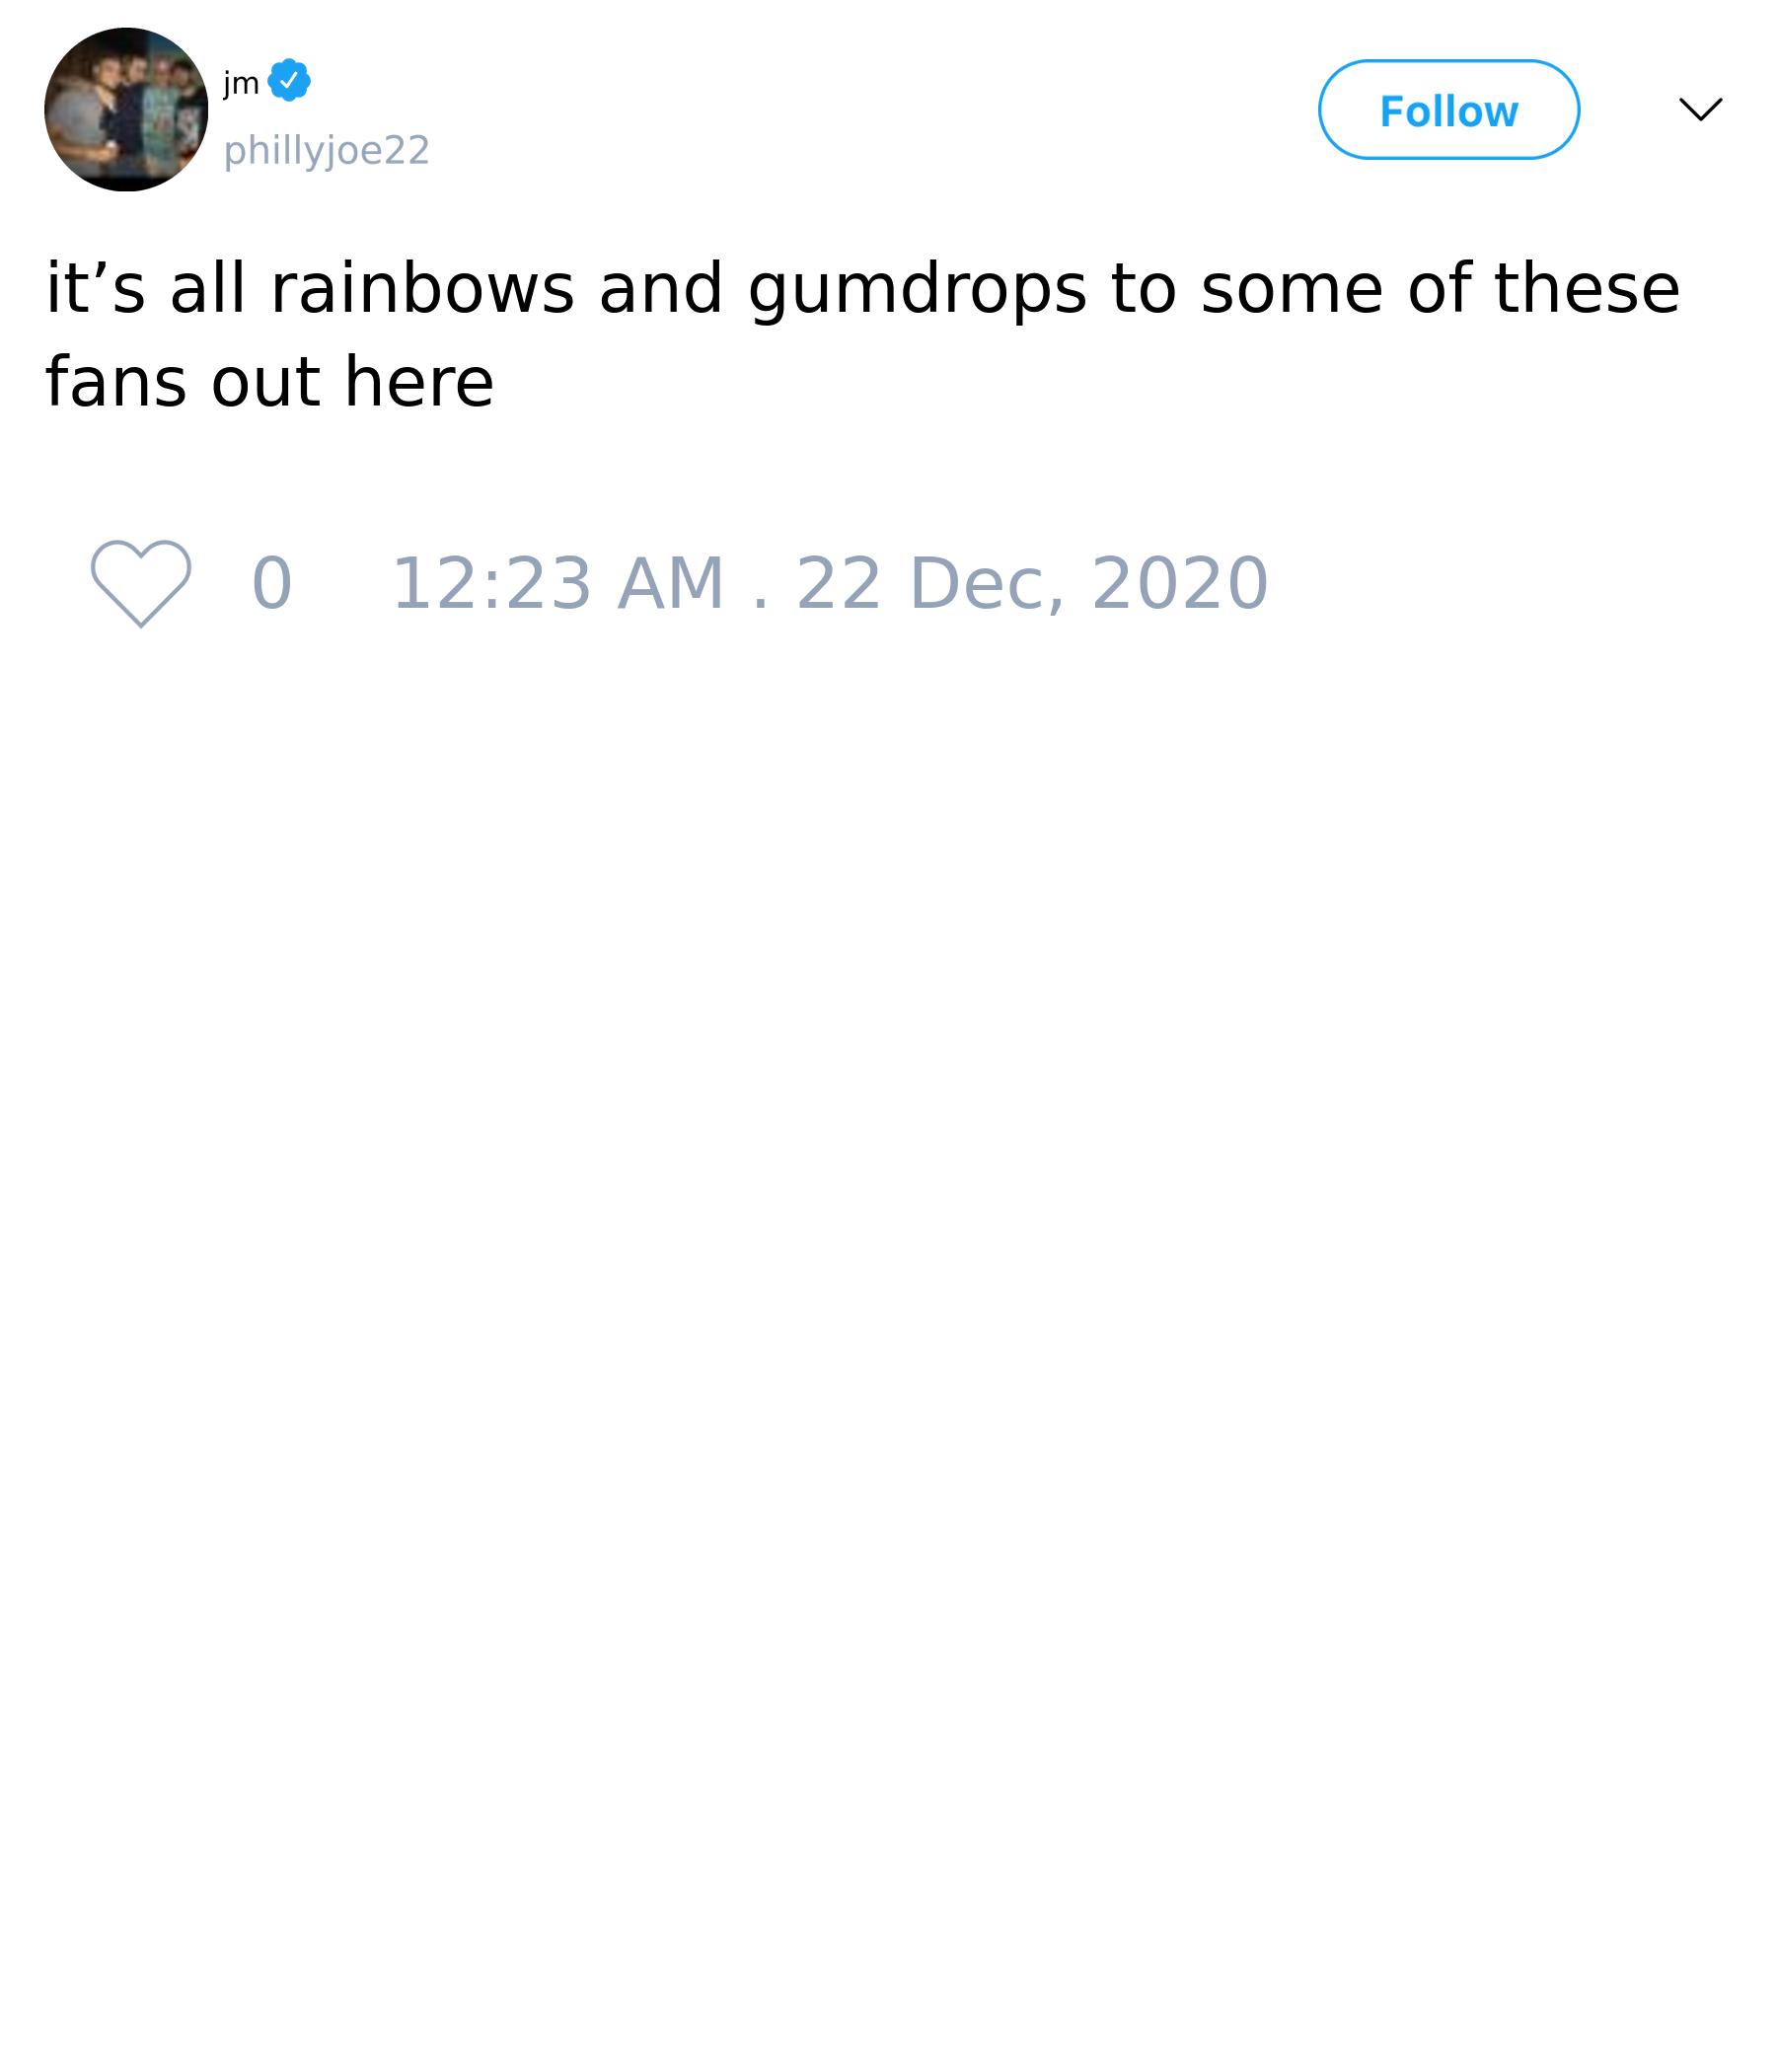 jm
phillyjoe22
Follow
it’s all rainbows and gumdrops to some of these
fans out here
0
12:23 AM . 22 Dec, 2020